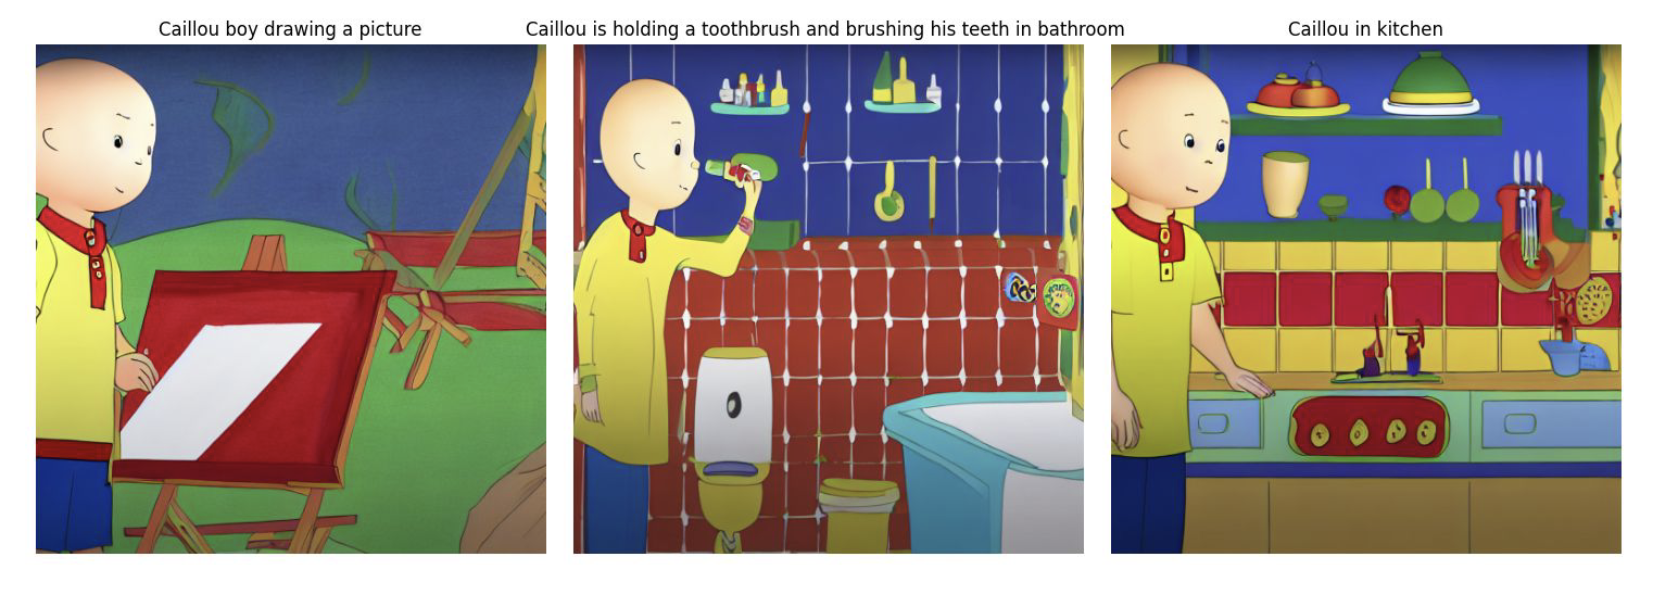 Caillou boy drawing a picture
Caillou is holding a toothbrush and brushing his teeth in bathroom
Caillou in kitchen